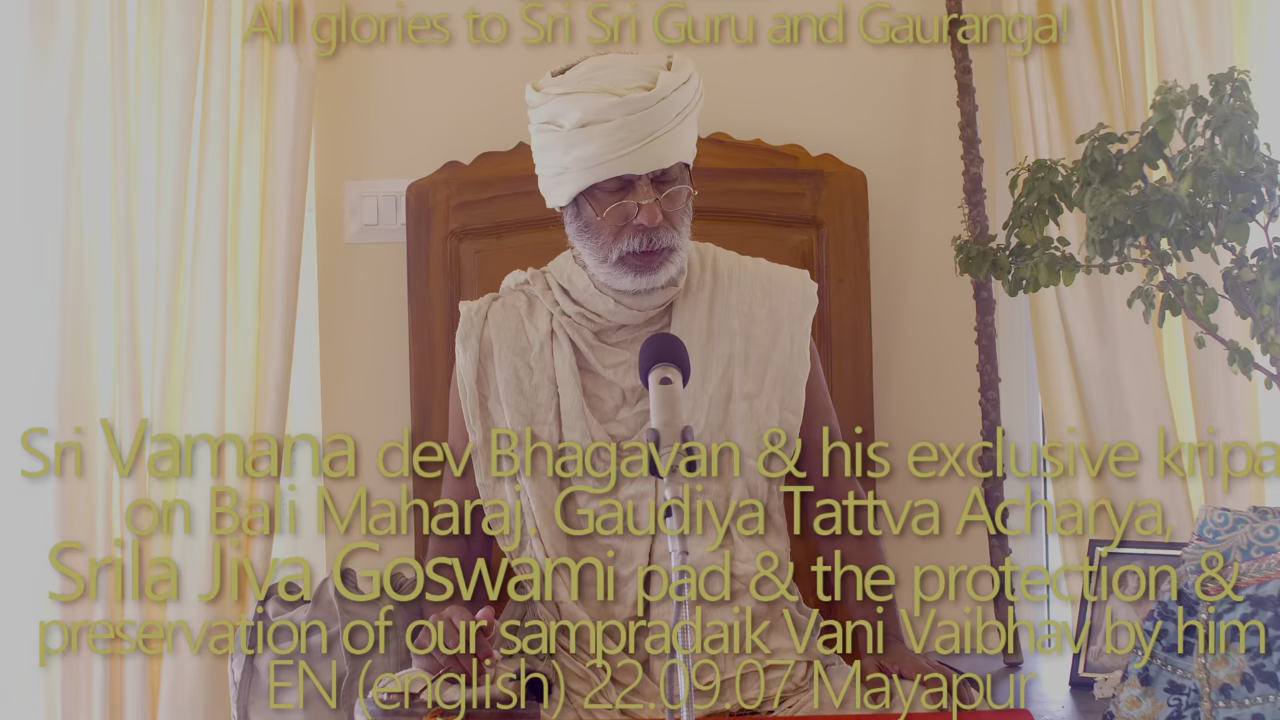 All glories to Sri Sri Guru and Gauranga!
Sri Vamana dev Bhagavan & his exclusive kripa
on Bali Maharaj, Gaudiya Tattva Acharya,
Srila Jiva Goswami pad & the protection &
preservation of our sampradaik Vani Vaibhav by him
EN (english) 22.09.07 Mayapur